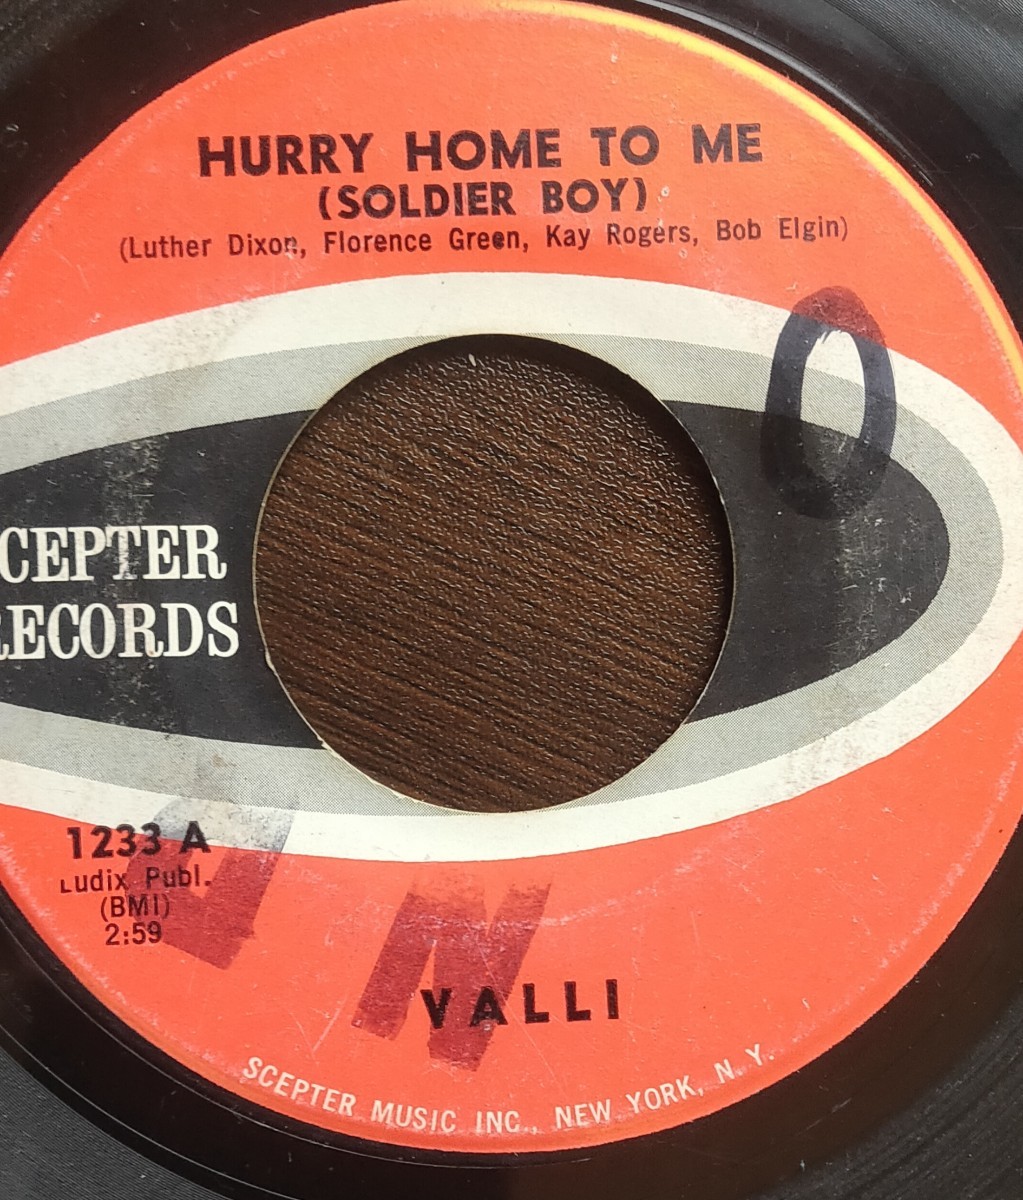 HURRY HOME TO ME
(SOLDIER BOY)
(Luther Dixon, Florence Green, Kay Rogers, Bob Elgin)
O
CEPTER
RECORDS
1233 A
Ludix Publ.
(BMI)
2:59
D N
VALLI
SCEPTER MUSIC INC., NEW YORK, N. Y.